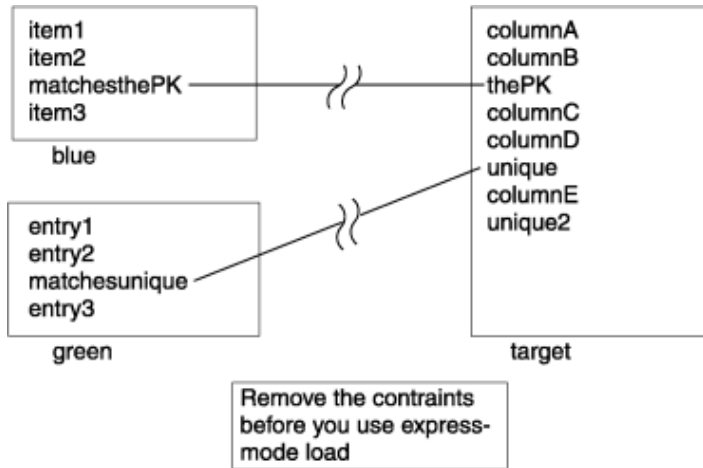 item1
item2
matchesthePK
item3
blue
entry1
entry2
matchesunique
entry3
green
columnA
columnB
thePK
columnC
columnD
unique
columnE
unique2
target
Remove the contraints
before you use express-
mode load